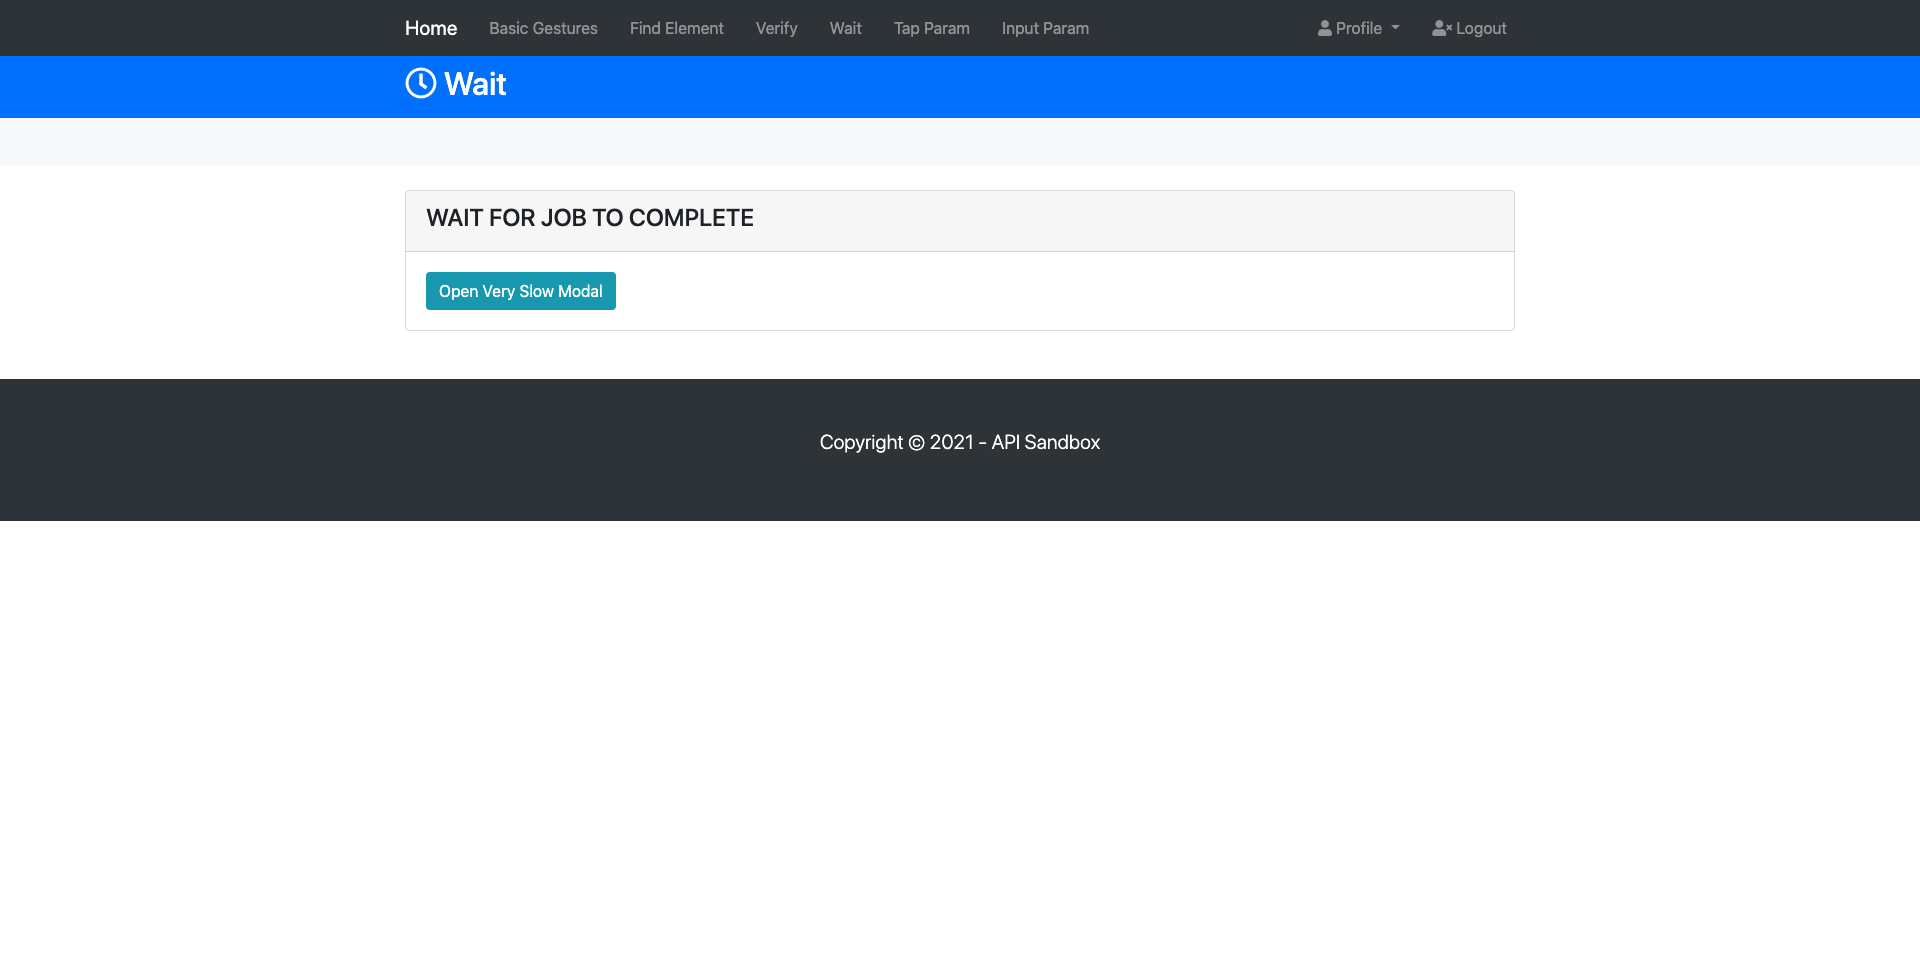 Home Basic Gestures Find Element Verify Wait Tap Param Input Param Profile Logout
Wait
WAIT FOR JOB TO COMPLETE
Open Very Slow Modal
Copyright © 2021 - API Sandbox